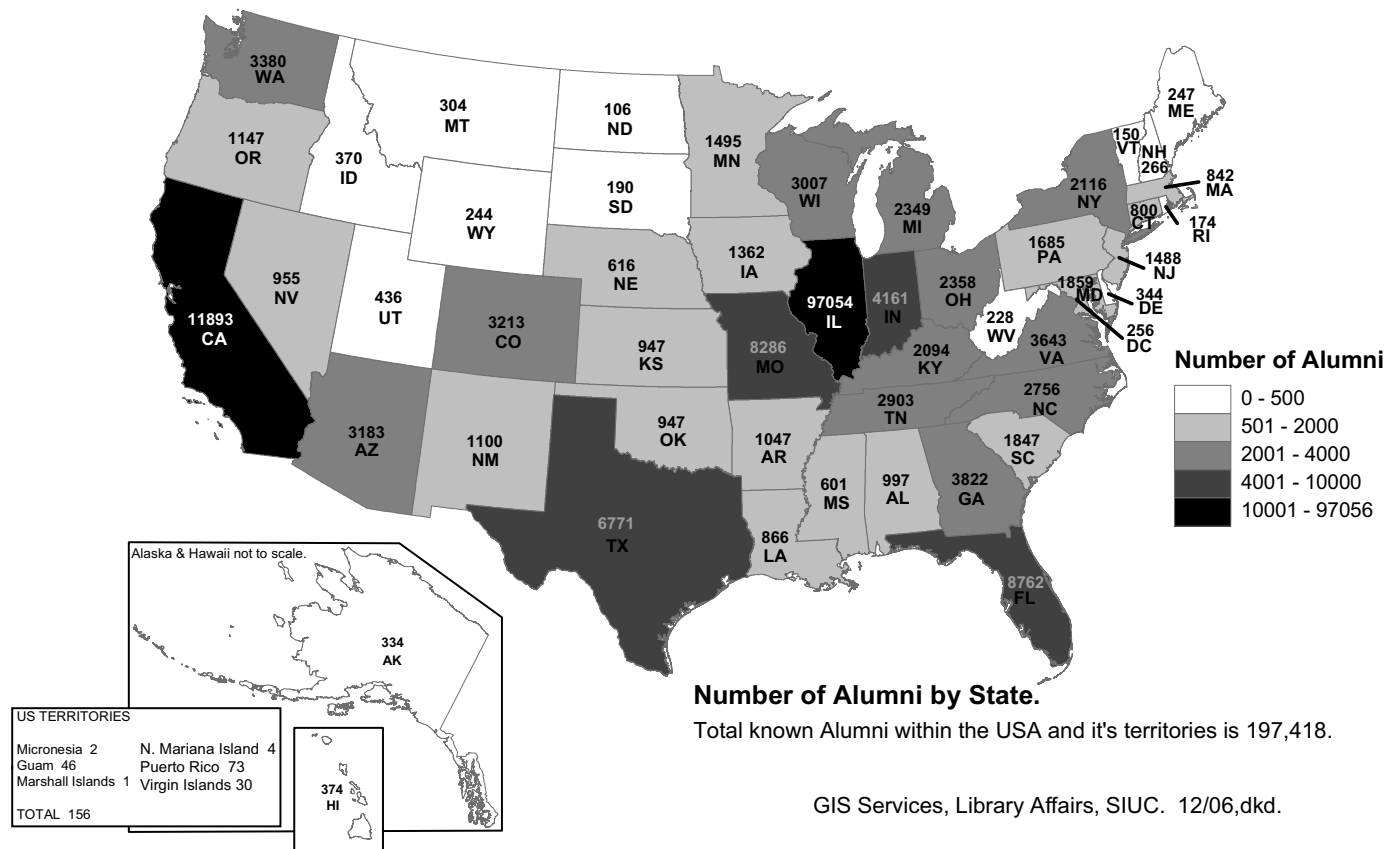 3380
WA
1147
OR
370
ID
304
MT
106
ND
190
SD
244
WY
1495
MN
3007
WI
2349
MI
247
ME
150
VT
NH
266
842
MA
2116
NY
800
CT
174
RI
1685
PA
1488
NJ
1859
MD
344
DE
256
DC
11893
CA
955
NV
436
UT
3213
CO
616
NE
1362
IA
97054
IL
4161
IN
2358
OH
228
WV
3643
VA
947
KS
8286
MO
2094
KY
2903
TN
2756
NC
3183
AZ
1100
NM
947
OK
1047
AR
601
MS
997
AL
3822
GA
1847
SC
6771
TX
866
LA
8762
FL
Number of Alumni
0 - 500
501 - 2000
2001 - 4000
4001 - 10000
10001 - 97056
Alaska & Hawaii not to scale.
334
AK
374
HI
US TERRITORIES
Micronesia 2
Guam 46
Marshall Islands 1
N. Mariana Island 4
Puerto Rico 73
Virgin Islands 30
TOTAL 156
Number of Alumni by State.
Total known Alumni within the USA and it's territories is 197,418.
GIS Services, Library Affairs, SIUC. 12/06,dkd.